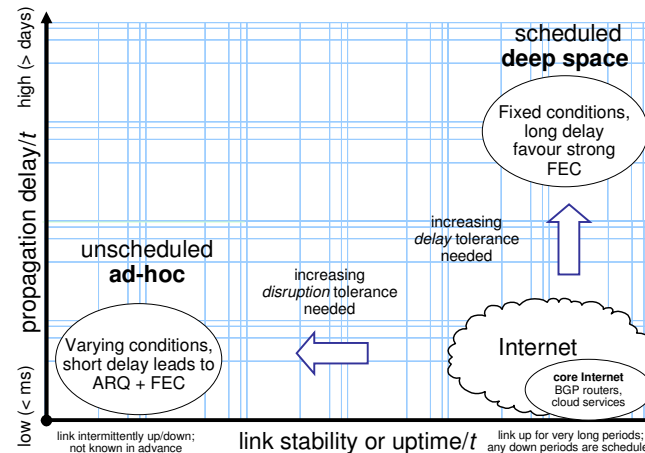 scheduled
deep space
Fixed conditions,
long delay
favour strong
FEC
increasing
delay tolerance
needed
unscheduled
ad-hoc
increasing
disruption tolerance
needed
Varying conditions,
short delay leads to
ARQ + FEC
Internet
core Internet
BGP routers,
cloud services
high (> days)
propagation delay/t
low (< ms)
link intermittently up/down;
not known in advance
link stability or uptime/t
link up for very long periods;
any down periods are schedule